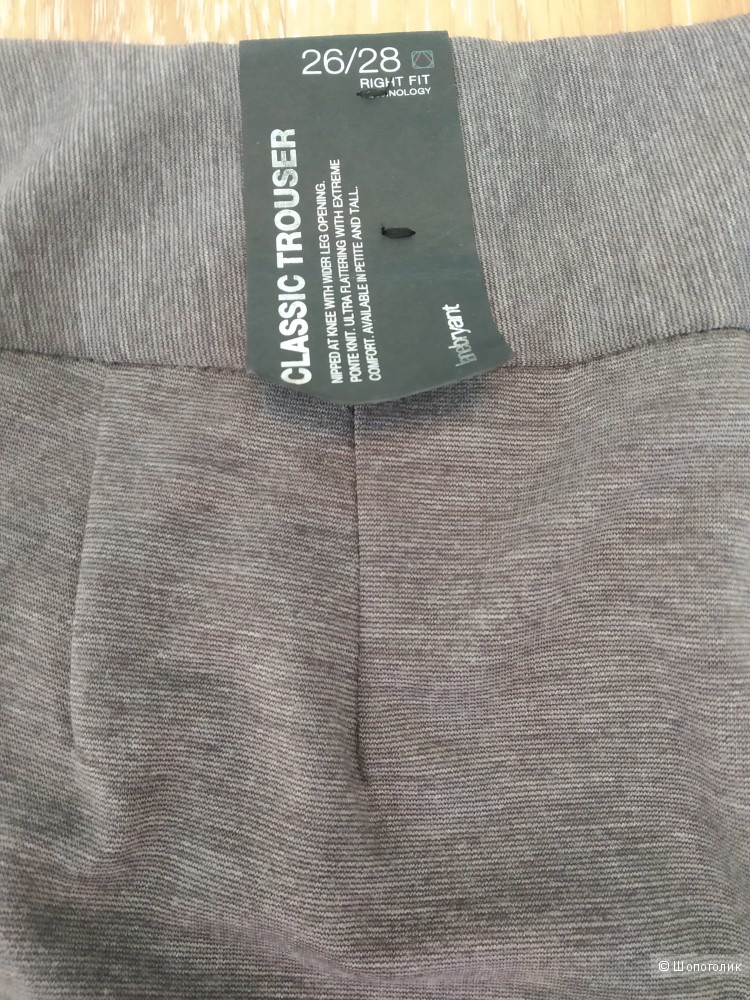 26/28
RIGHT FIT
CLASSIC TROUSER
NIPPED AT KNEE WITH WIDER LEG OPENING.
PONTE KNIT. ULTRA FLATTERING WITH EXTREME
COMFORT. AVAILABLE IN PETITE AND TALL.
lanebryant
© Шопоголик